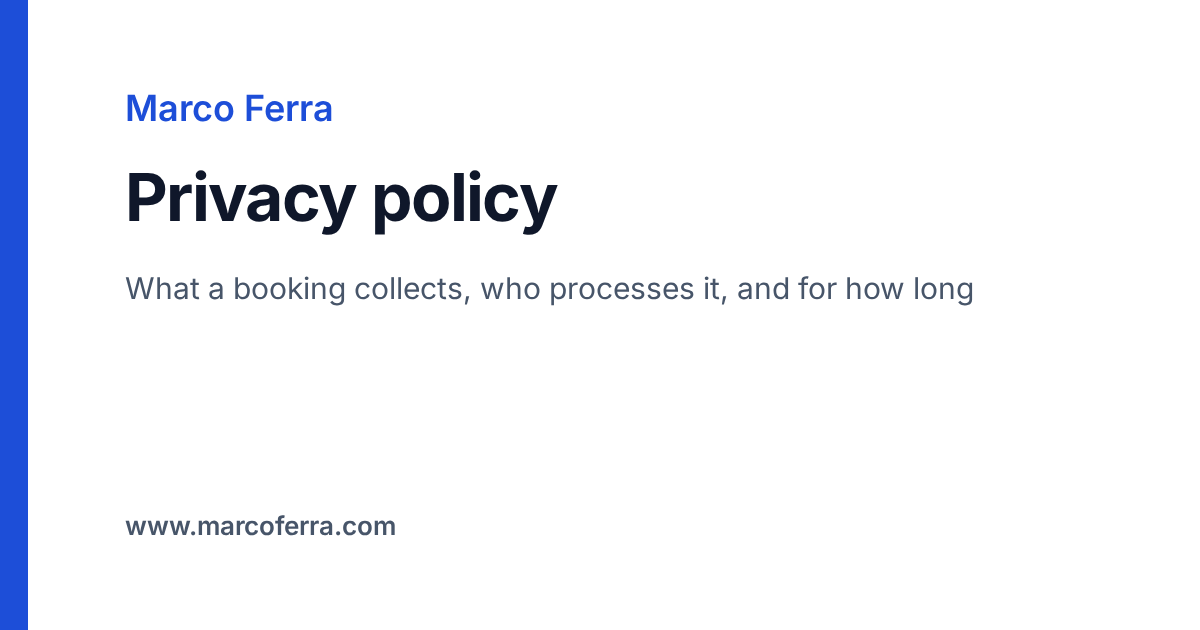 Marco Ferra
Privacy policy
What a booking collects, who processes it, and for how long
www.marcoferra.com